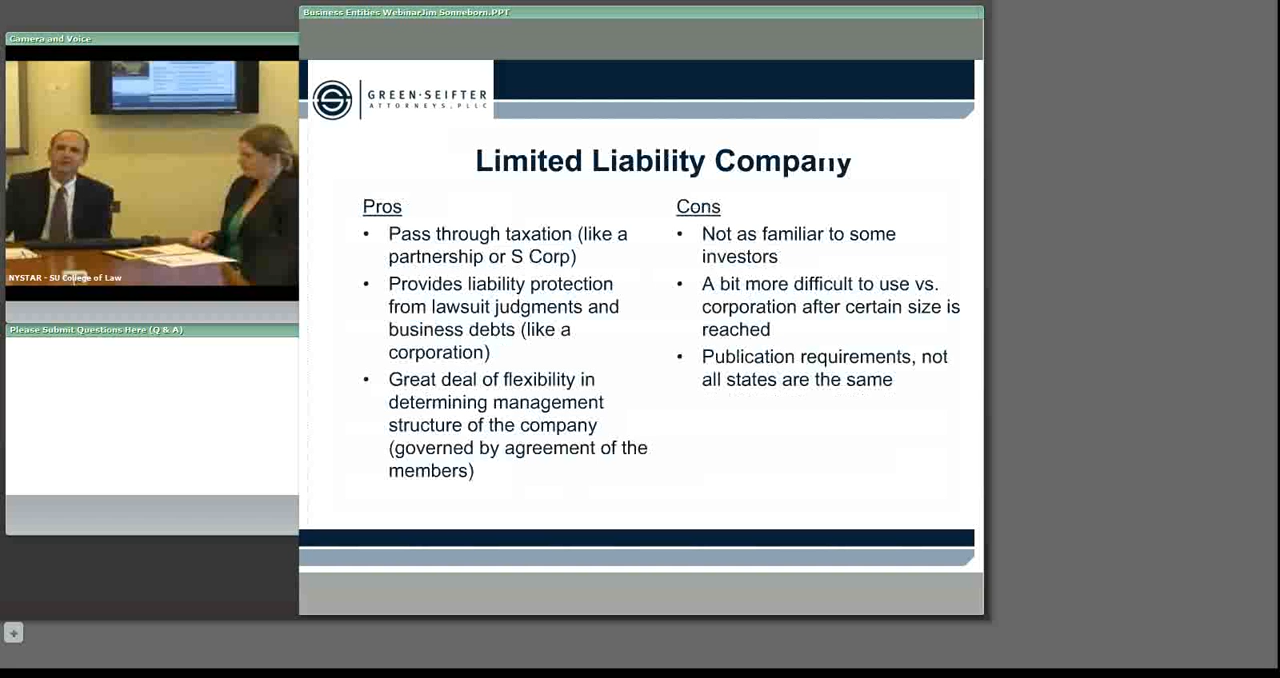 Business Entities WebinarJim Sonneborn.PPT
Camera and Voice
NYSTAR - SU College of Law
Please Submit Questions Here (Q & A)
GREEN·SEIFTER
ATTORNEYS, PLLC
Limited Liability Company
Pros
• Pass through taxation (like a
partnership or S Corp)
• Provides liability protection
from lawsuit judgments and
business debts (like a
corporation)
• Great deal of flexibility in
determining management
structure of the company
(governed by agreement of the
members)
Cons
• Not as familiar to some
investors
• A bit more difficult to use vs.
corporation after certain size is
reached
• Publication requirements, not
all states are the same